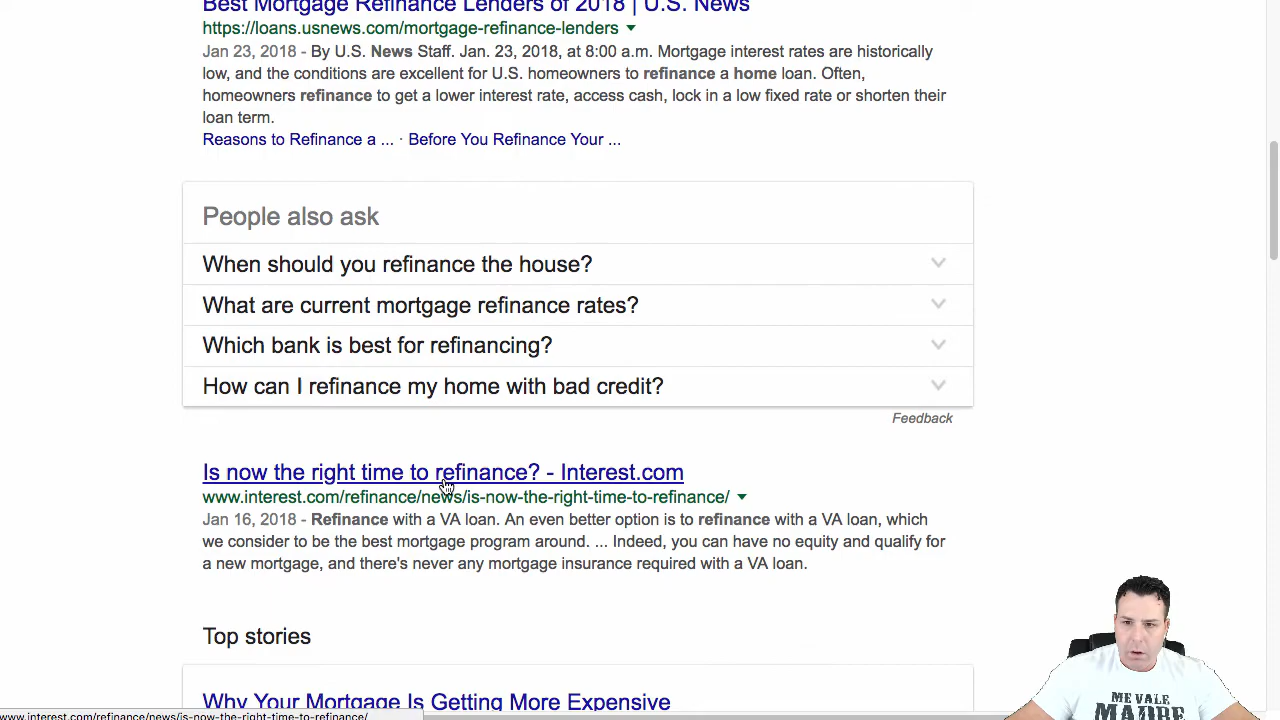 Best Mortgage Refinance Lenders of 2018 | U.S. News
https://loans.usnews.com/mortgage-refinance-lenders
Jan 23, 2018 - By U.S. News Staff. Jan. 23, 2018, at 8:00 a.m. Mortgage interest rates are historically
low, and the conditions are excellent for U.S. homeowners to refinance a home loan. Often,
homeowners refinance to get a lower interest rate, access cash, lock in a low fixed rate or shorten their
loan term.
Reasons to Refinance a ... · Before You Refinance Your ...
People also ask
When should you refinance the house?
What are current mortgage refinance rates?
Which bank is best for refinancing?
How can I refinance my home with bad credit?
Feedback
Is now the right time to refinance? - Interest.com
www.interest.com/refinance/news/is-now-the-right-time-to-refinance/
Jan 16, 2018 - Refinance with a VA loan. An even better option is to refinance with a VA loan, which
we consider to be the best mortgage program around. ... Indeed, you can have no equity and qualify for
a new mortgage, and there's never any mortgage insurance required with a VA loan.
Top stories
Why Your Mortgage Is Getting More Expensive
www.interest.com/refinance/news/is-now-the-right-time-to-refinance/
ME VALE
MADRE